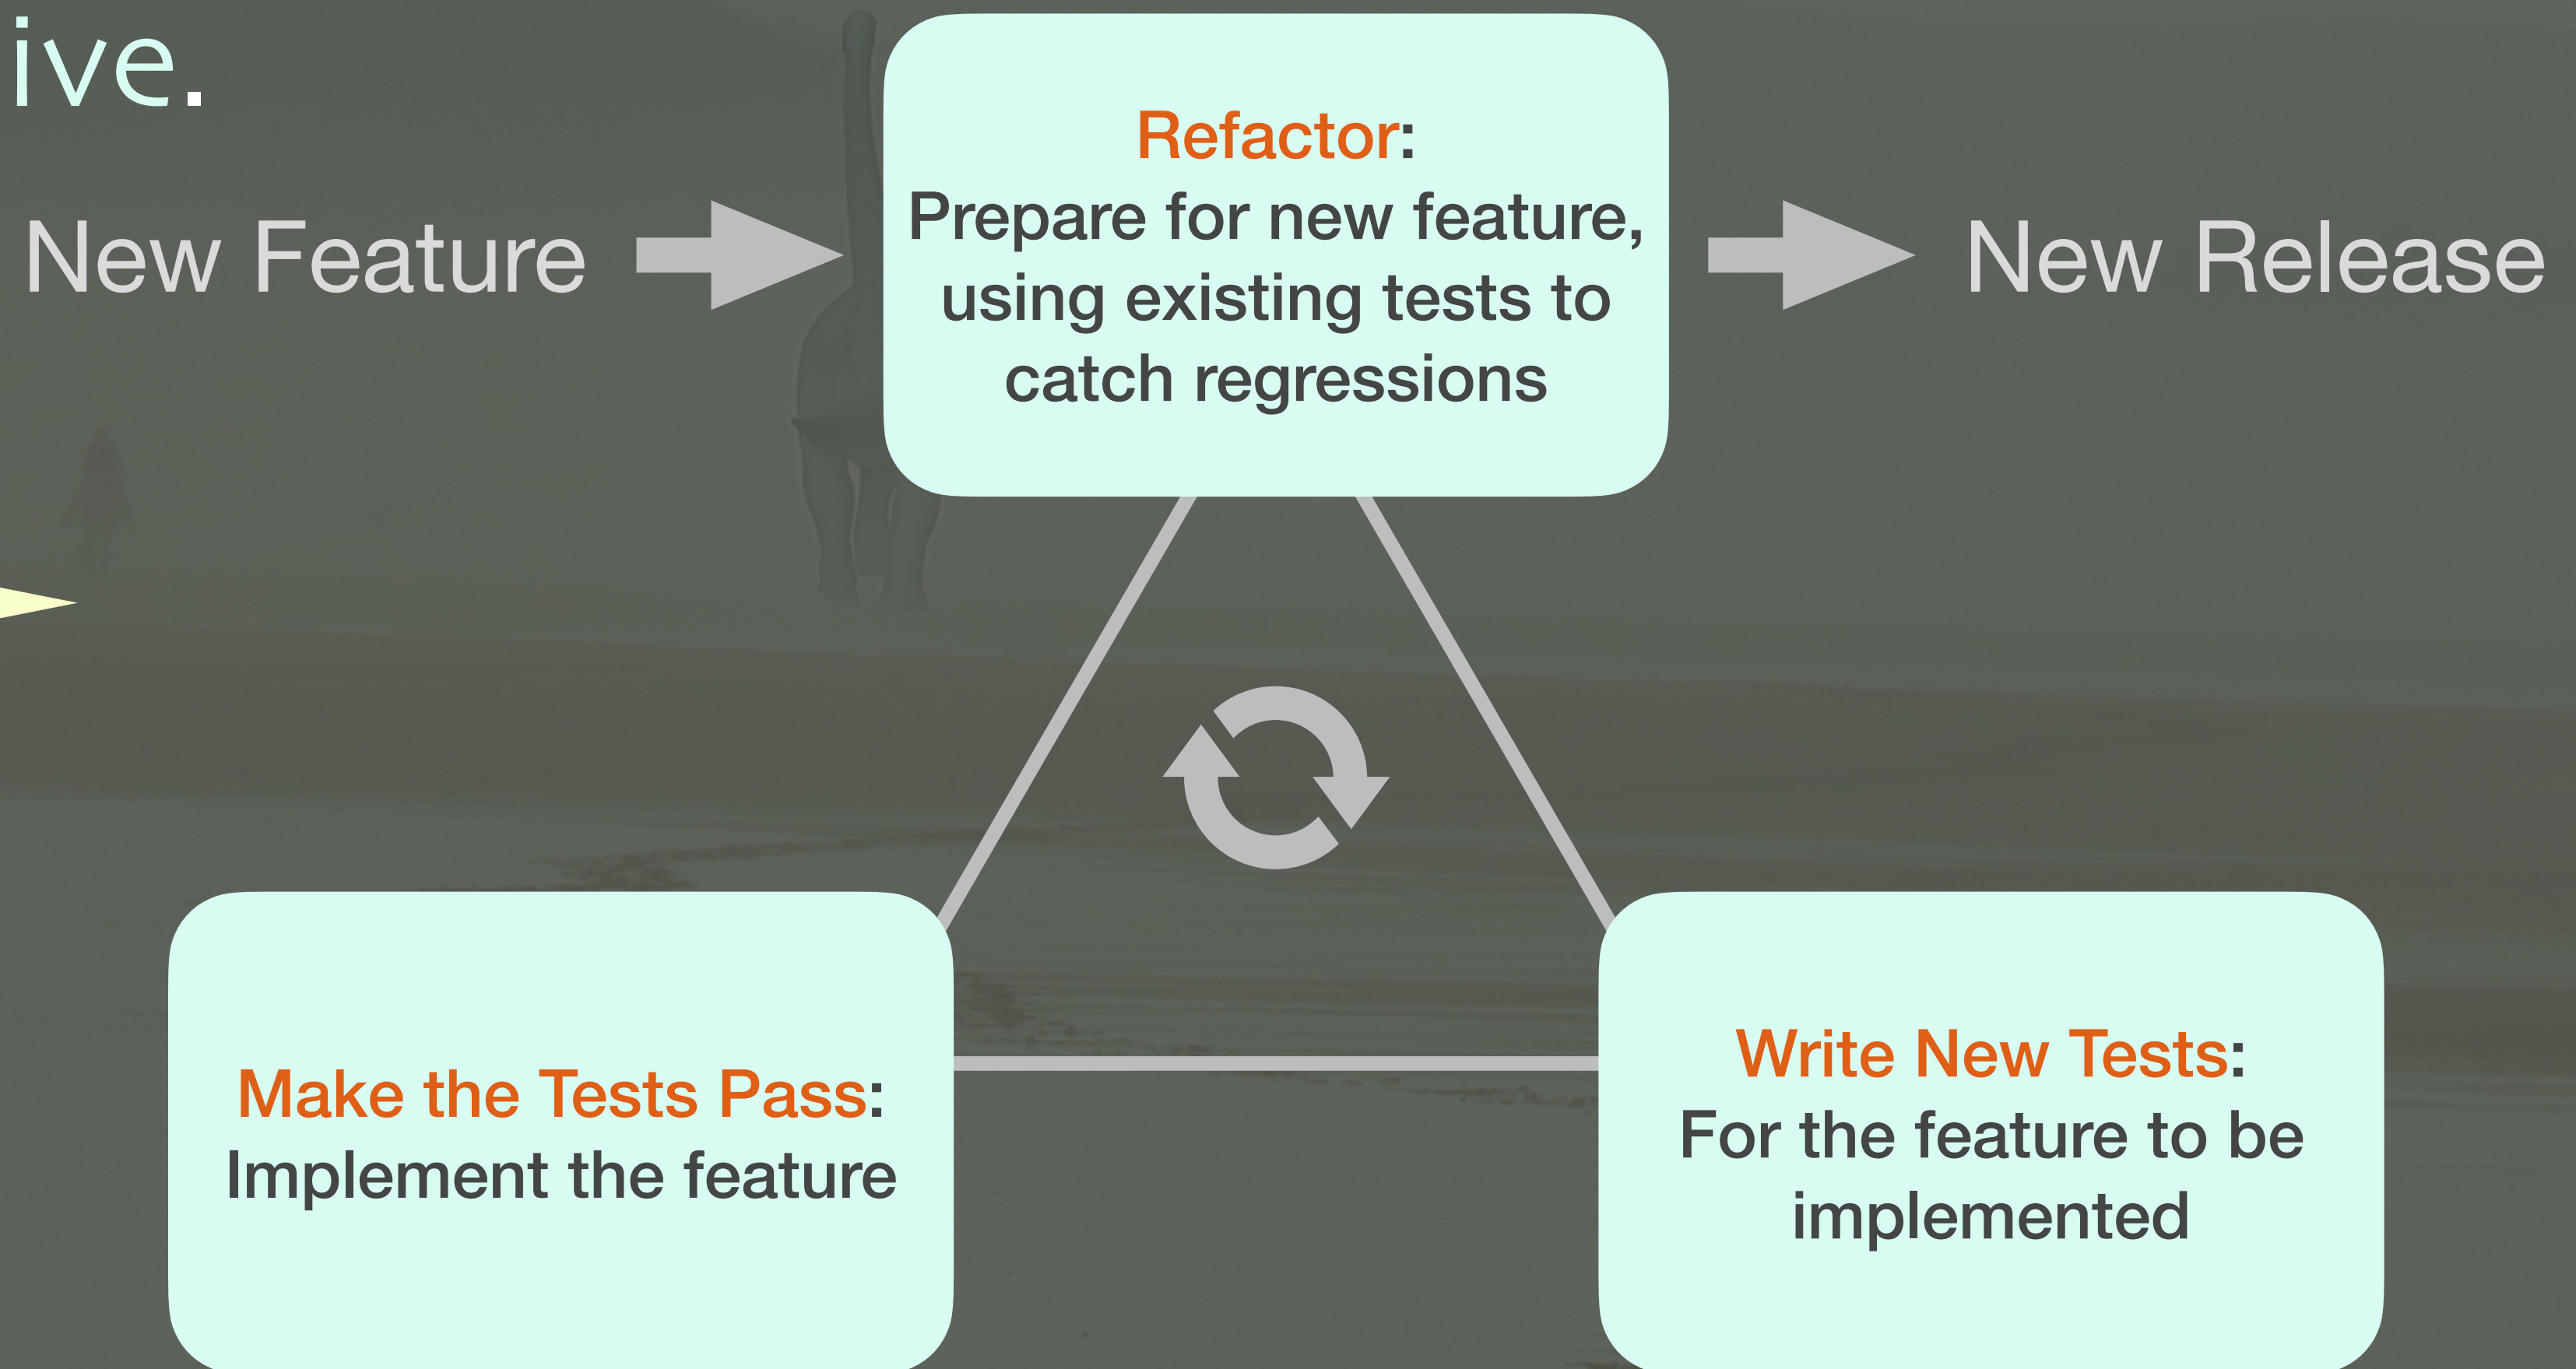 ive.
New Feature
Refactor:
Prepare for new feature,
using existing tests to
catch regressions
New Release
Make the Tests Pass:
Implement the feature
Write New Tests:
For the feature to be
implemented